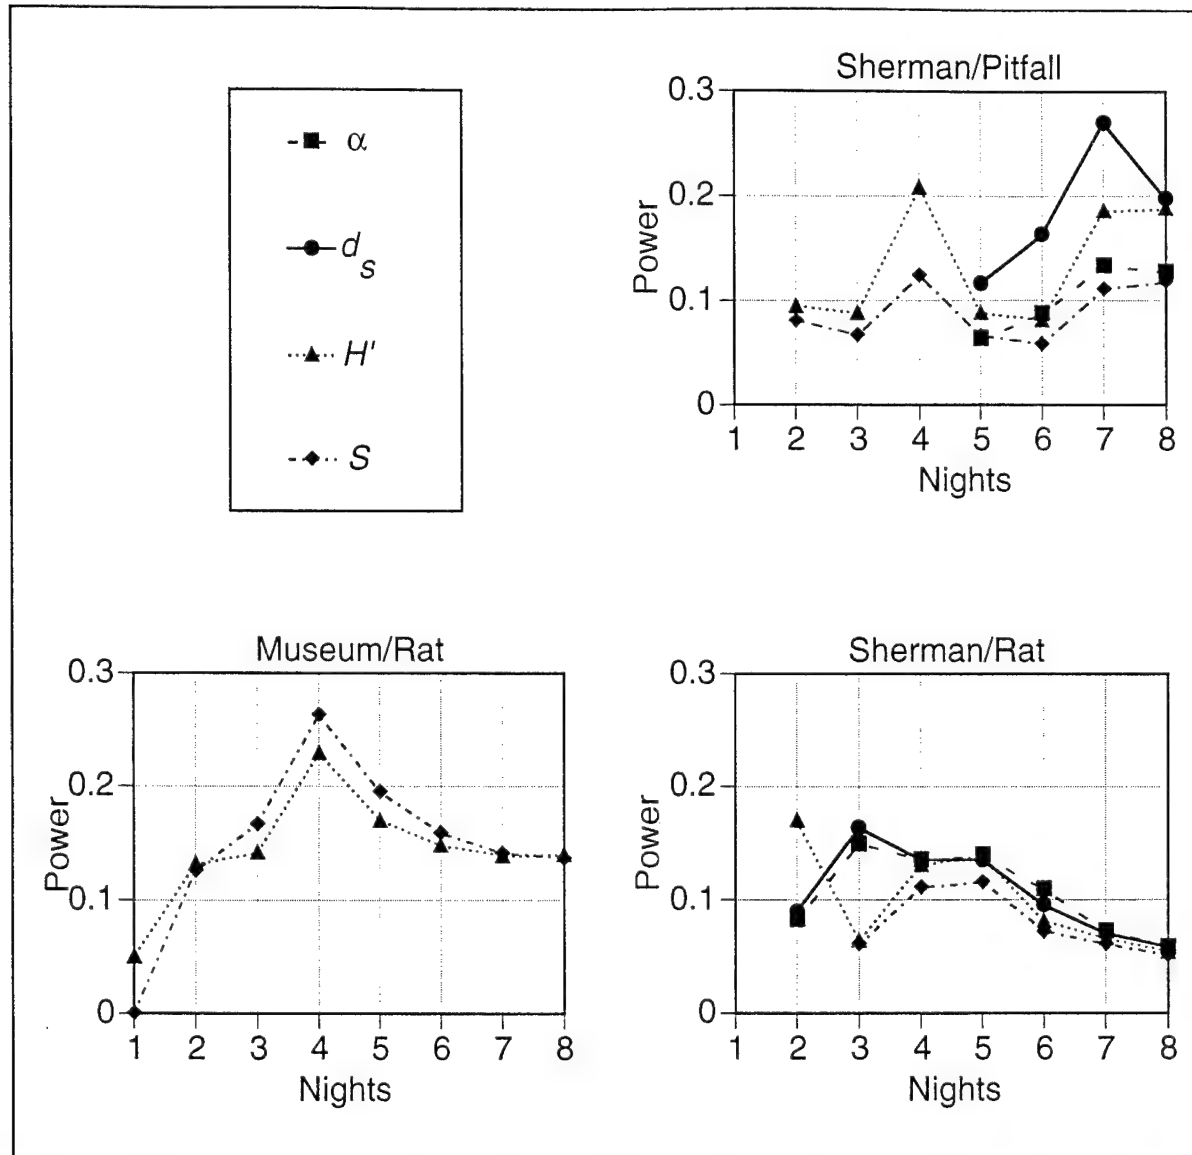 α
d_s
H'
S
Sherman/Pitfall
0.3
0.2
0.1
0
Power
1 2 3 4 5 6 7 8
Nights
Museum/Rat
0.3
0.2
0.1
0
Power
1 2 3 4 5 6 7 8
Nights
Sherman/Rat
0.3
0.2
0.1
0
Power
1 2 3 4 5 6 7 8
Nights